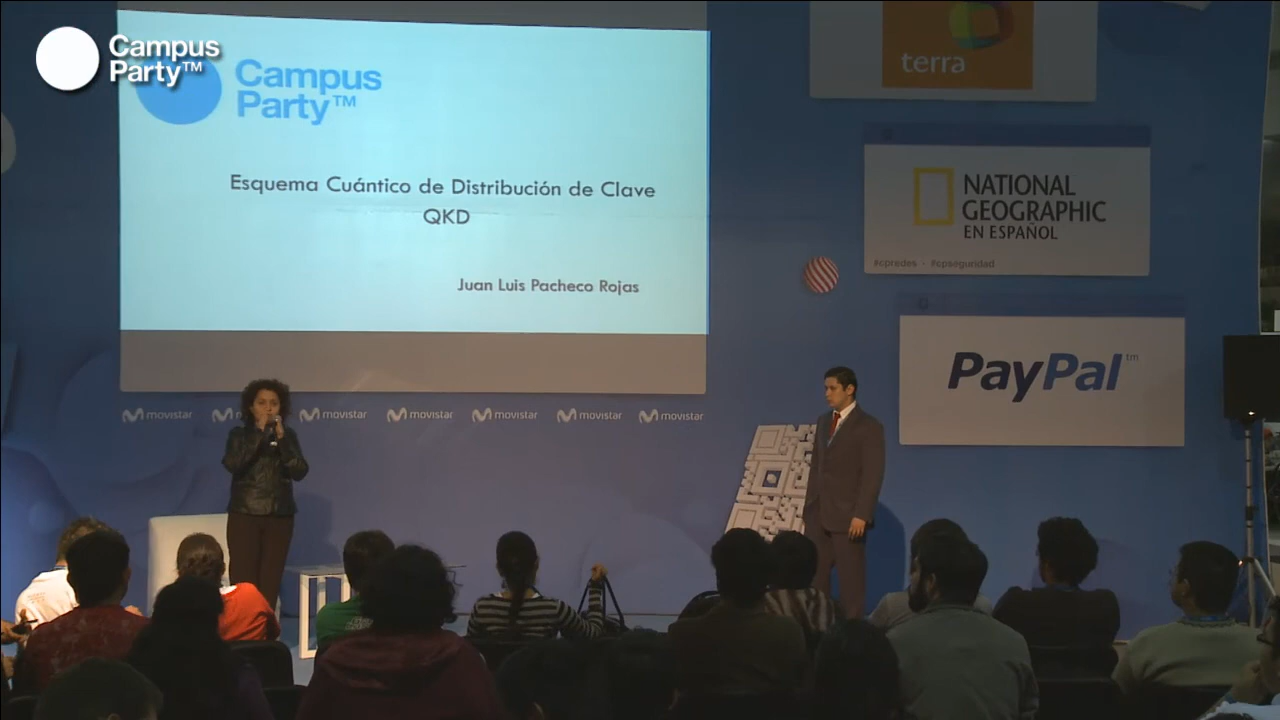 Campus
Party™
Campus
Party™
Esquema Cuántico de Distribución de Clave
QKD
Juan Luis Pacheco Rojas
terra
NATIONAL
GEOGRAPHIC
EN ESPAÑOL
#cpredes - #cpseguridad
PayPal™
movistar
movistar
movistar
movistar
movistar
movistar